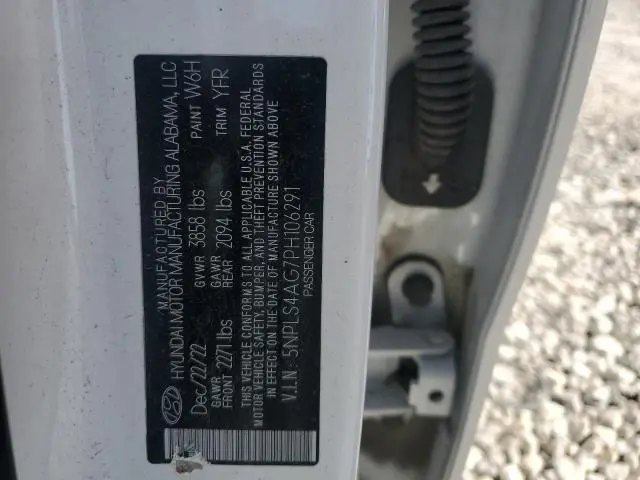 MANUFACTURED BY
HYUNDAI MOTOR MANUFACTURING ALABAMA, LLC
Dec/22/22 GVWR 3858 lbs PAINT W6H
GAWR FRONT 2271 lbs GAWR REAR 2094 lbs TRIM YFR
THIS VEHICLE CONFORMS TO ALL APPLICABLE U.S.A. FEDERAL
MOTOR VEHICLE SAFETY, BUMPER, AND THEFT PREVENTION STANDARDS
IN EFFECT ON THE DATE OF MANUFACTURE SHOWN ABOVE
V.I.N : 5NPLS4AG7PH106291
PASSENGER CAR